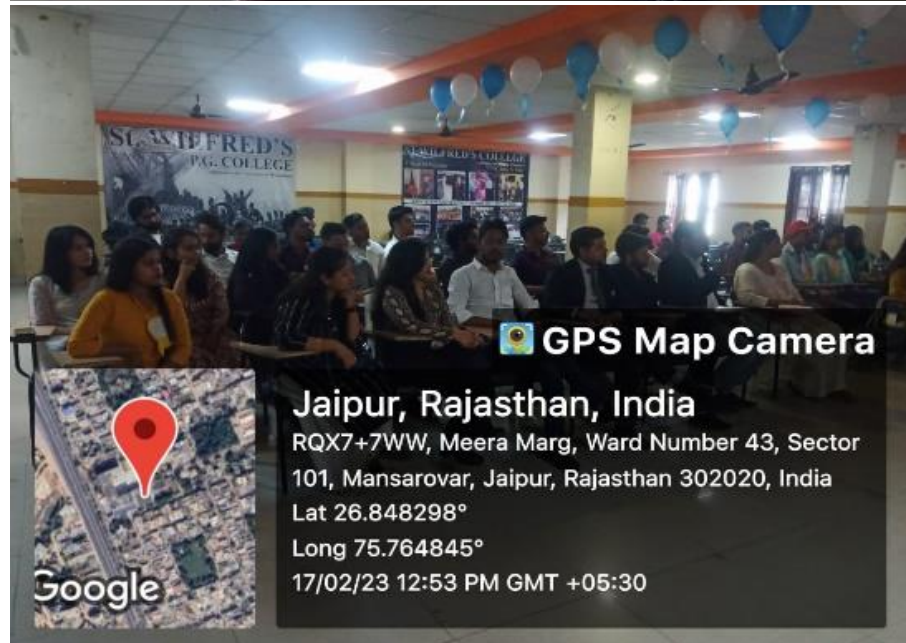 ST. WILFRED'S
P.G. COLLEGE
ST. WILFRED'S COLLEGE
GPS Map Camera
Jaipur, Rajasthan, India
RQX7+7WW, Meera Marg, Ward Number 43, Sector
101, Mansarovar, Jaipur, Rajasthan 302020, India
Lat 26.848298°
Long 75.764845°
17/02/23 12:53 PM GMT +05:30
Google